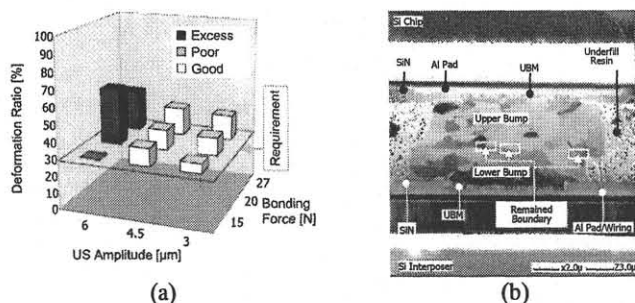 100
90
80
70
60
50
40
30
20
10
0
Deformation Ratio [%]
Excess
Poor
Good
Requirement
6
4.5
3
US Amplitude [µm]
27
20
15
Bonding
Force [N]
(a)
Si Chip
SiN
Al Pad
UBM
Underfill
Resin
Upper Bump
Lower Bump
SiN
UBM
Remained
Boundary
Al Pad/Wiring
Si Interposer
(b)